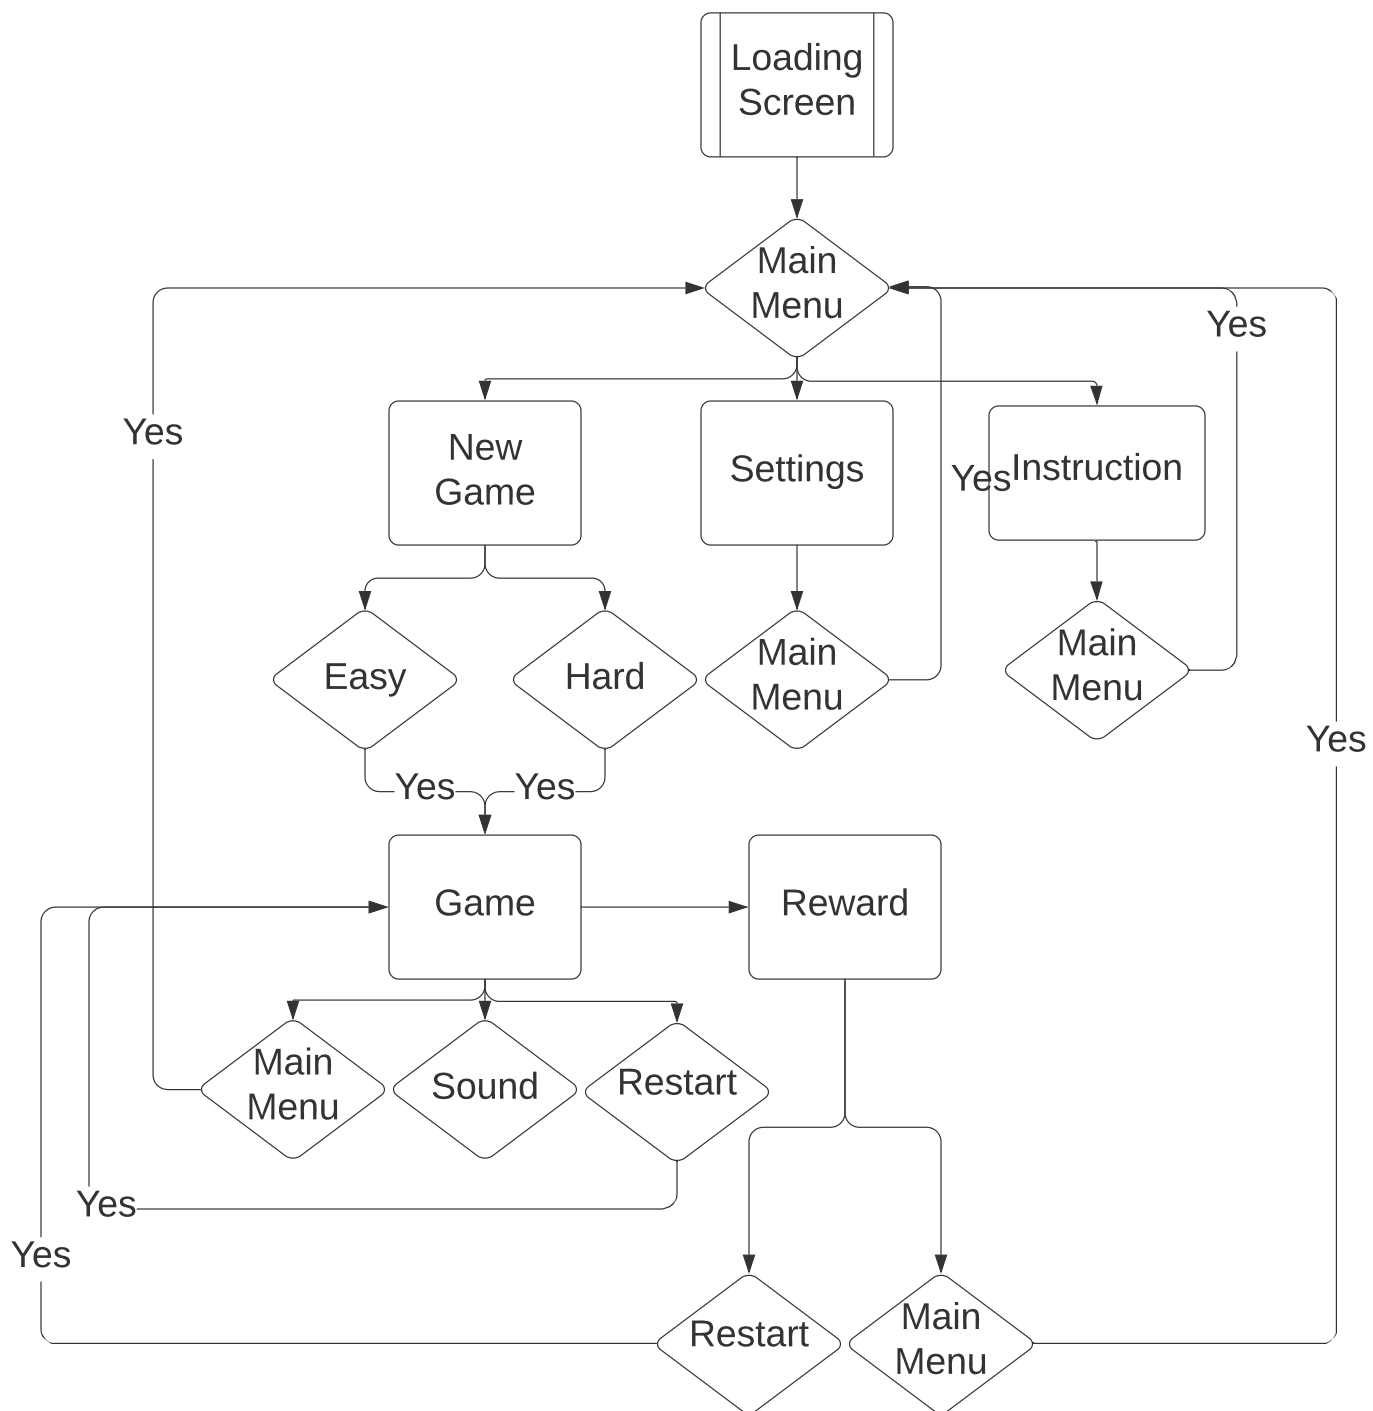 Loading
Screen
Main
Menu
Yes
Yes
New
Game
Settings
Yes
Instruction
Easy
Hard
Main
Menu
Main
Menu
Yes
Yes
Yes
Game
Reward
Main
Menu
Sound
Restart
Yes
Yes
Restart
Main
Menu